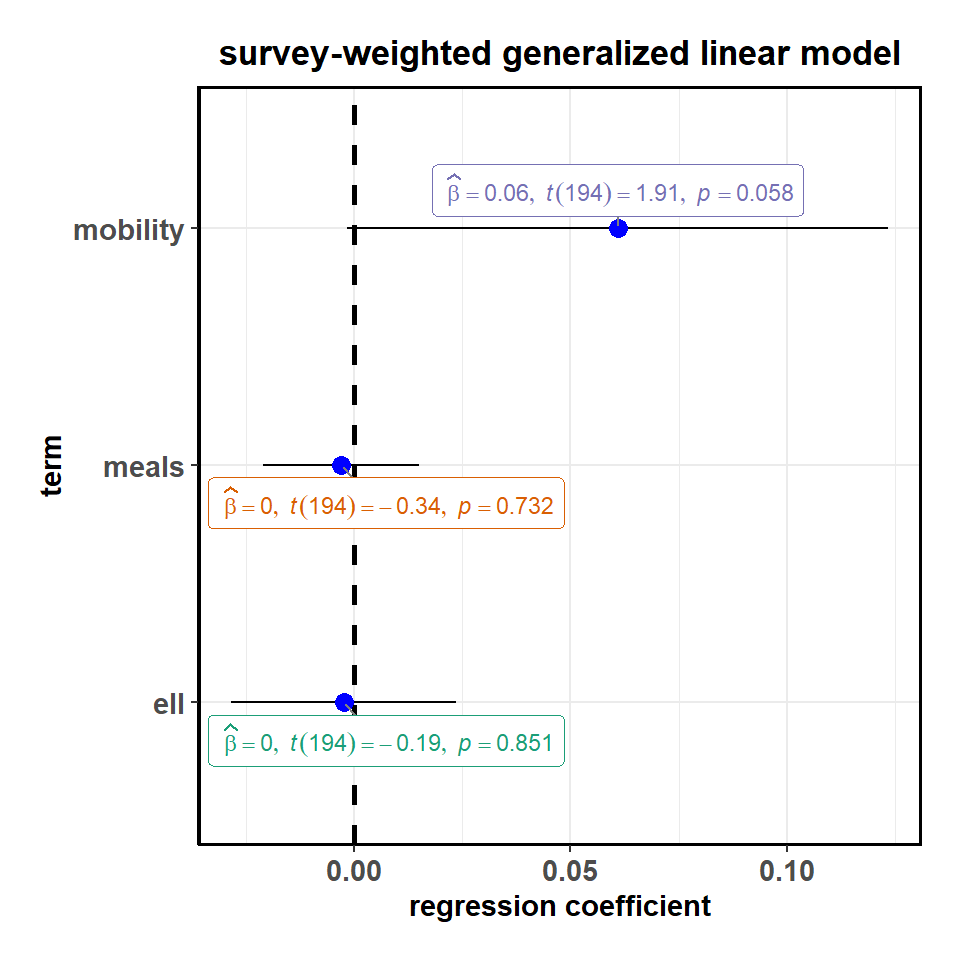 survey-weighted generalized linear model
β̂ = 0.06, t(194) = 1.91, p = 0.058
mobility
term
meals
β̂ = 0, t(194) = −0.34, p = 0.732
ell
β̂ = 0, t(194) = −0.19, p = 0.851
0.00 0.05 0.10
regression coefficient